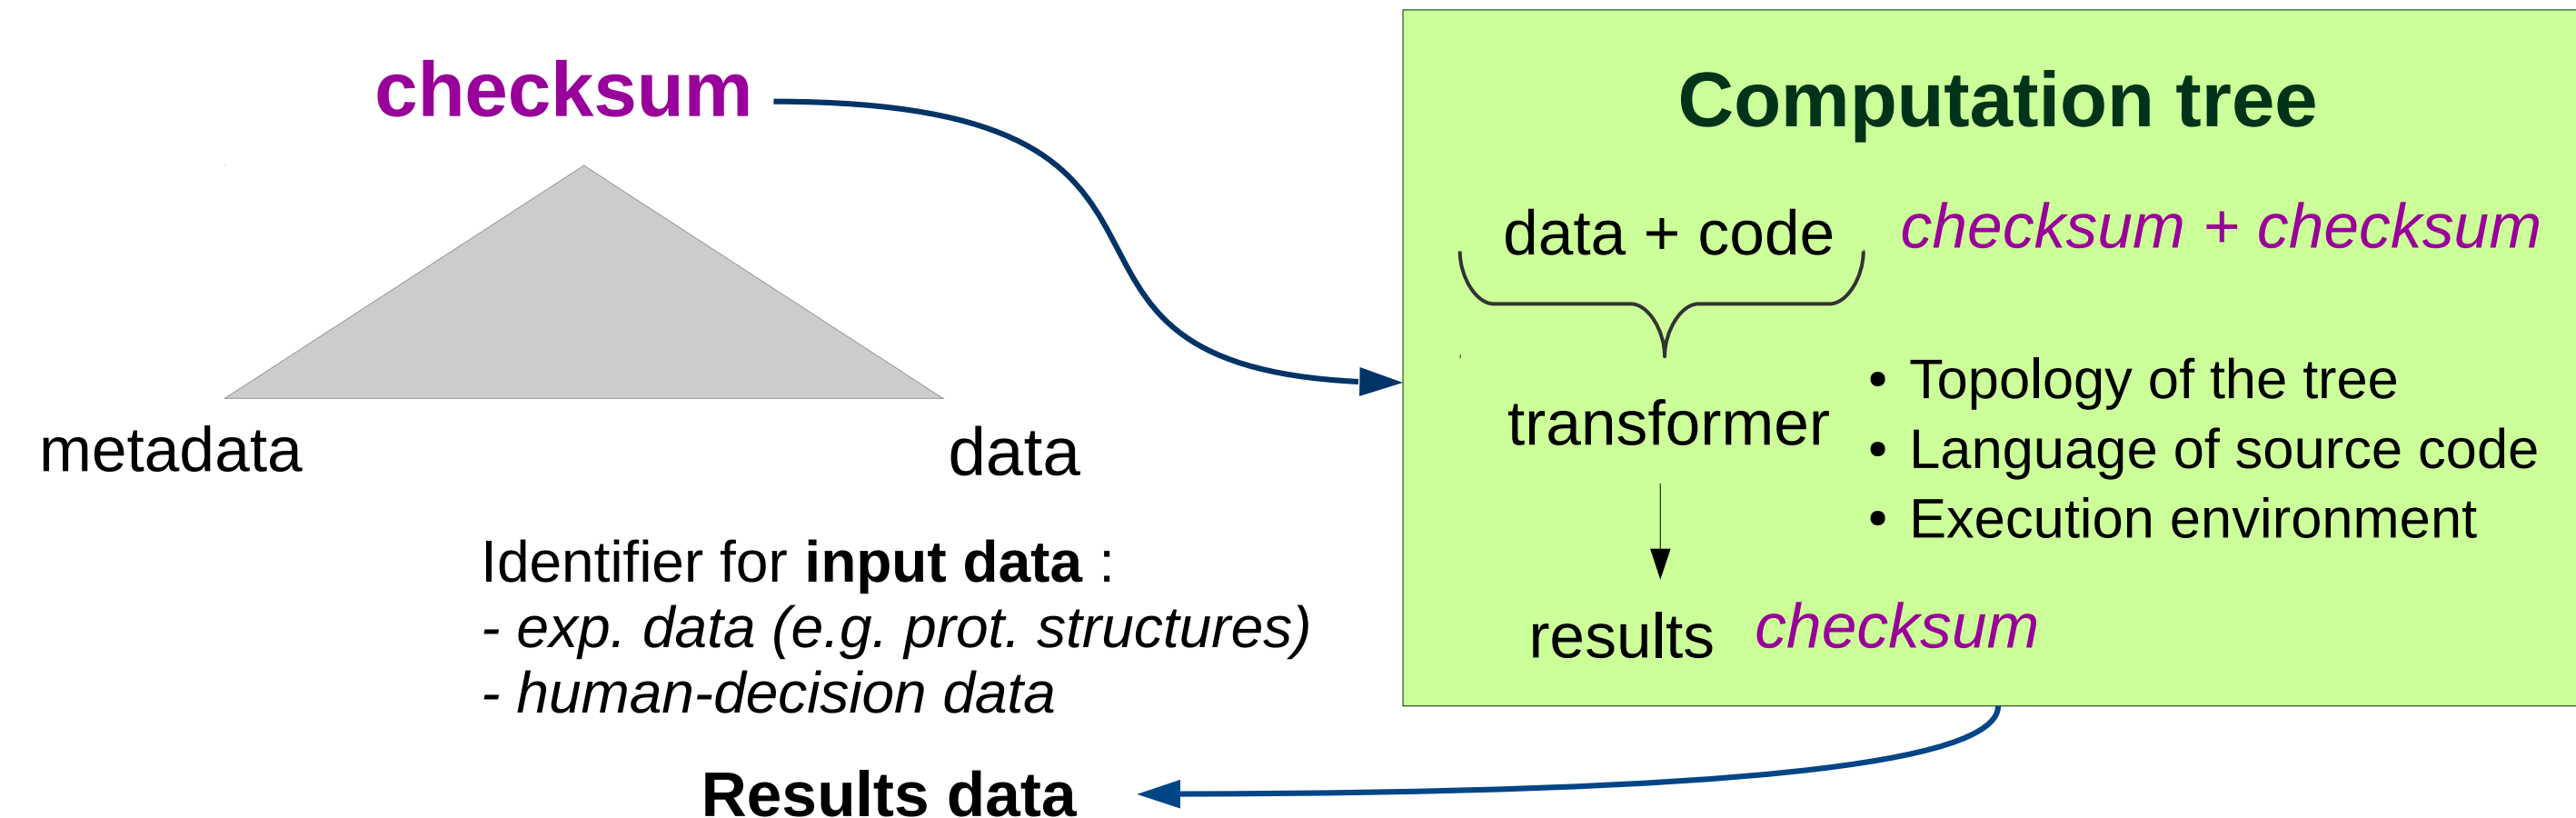 checksum
metadata
data
Identifier for input data :
- exp. data (e.g. prot. structures)
- human-decision data
Results data
Computation tree
data + code
checksum + checksum
transformer
• Topology of the tree
• Language of source code
• Execution environment
results
checksum